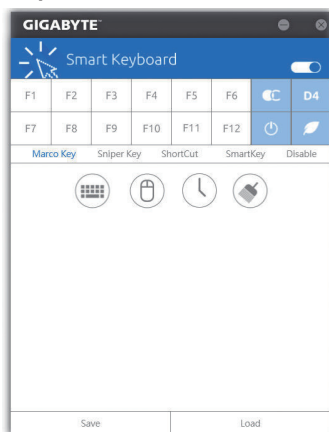 GIGABYTE™
Smart Keyboard
F1 F2 F3 F4 F5 F6 D4
F7 F8 F9 F10 F11 F12
Marco Key Sniper Key ShortCut SmartKey Disable
Save Load